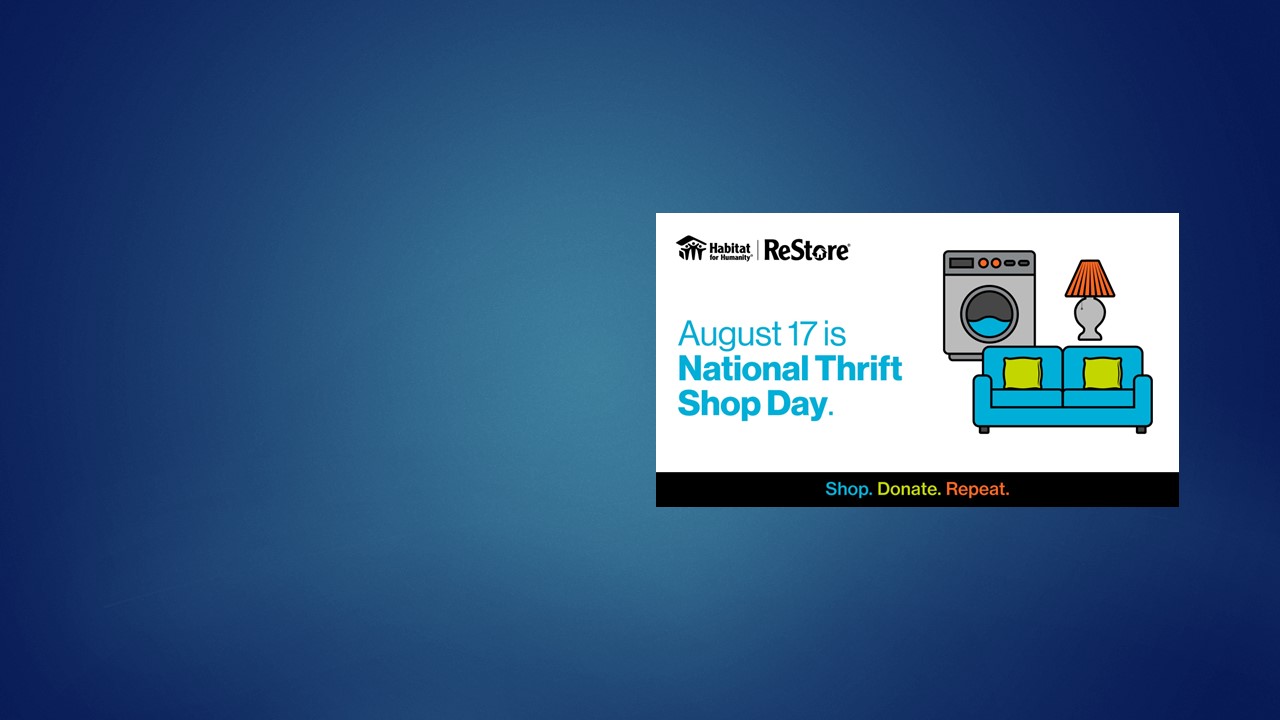 Habitat for Humanity® | ReStore®
August 17 is
National Thrift
Shop Day.
Shop. Donate. Repeat.